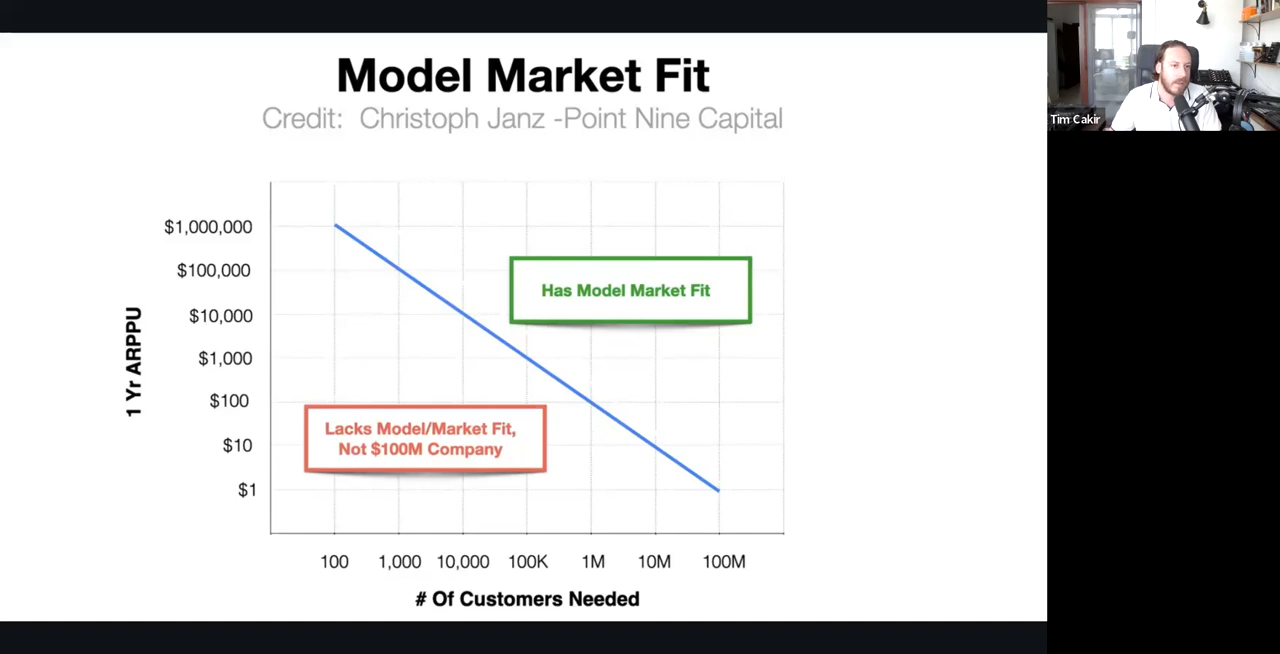 Model Market Fit
Credit: Christoph Janz -Point Nine Capital
Tim Cakir
1 Yr ARPPU
$1,000,000
$100,000
$10,000
$1,000
$100
$10
$1
Has Model Market Fit
Lacks Model/Market Fit,
Not $100M Company
100
1,000
10,000
100K
1M
10M
100M
# Of Customers Needed